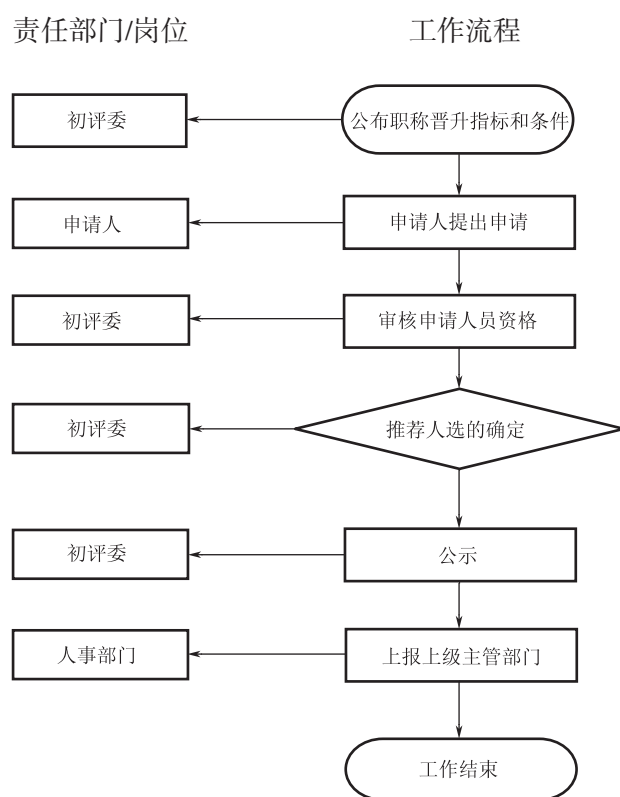 责任部门/岗位
工作流程
初评委
公布职称晋升指标和条件
申请人
申请人提出申请
初评委
审核申请人员资格
初评委
推荐人选的确定
初评委
公示
人事部门
上报上级主管部门
工作结束